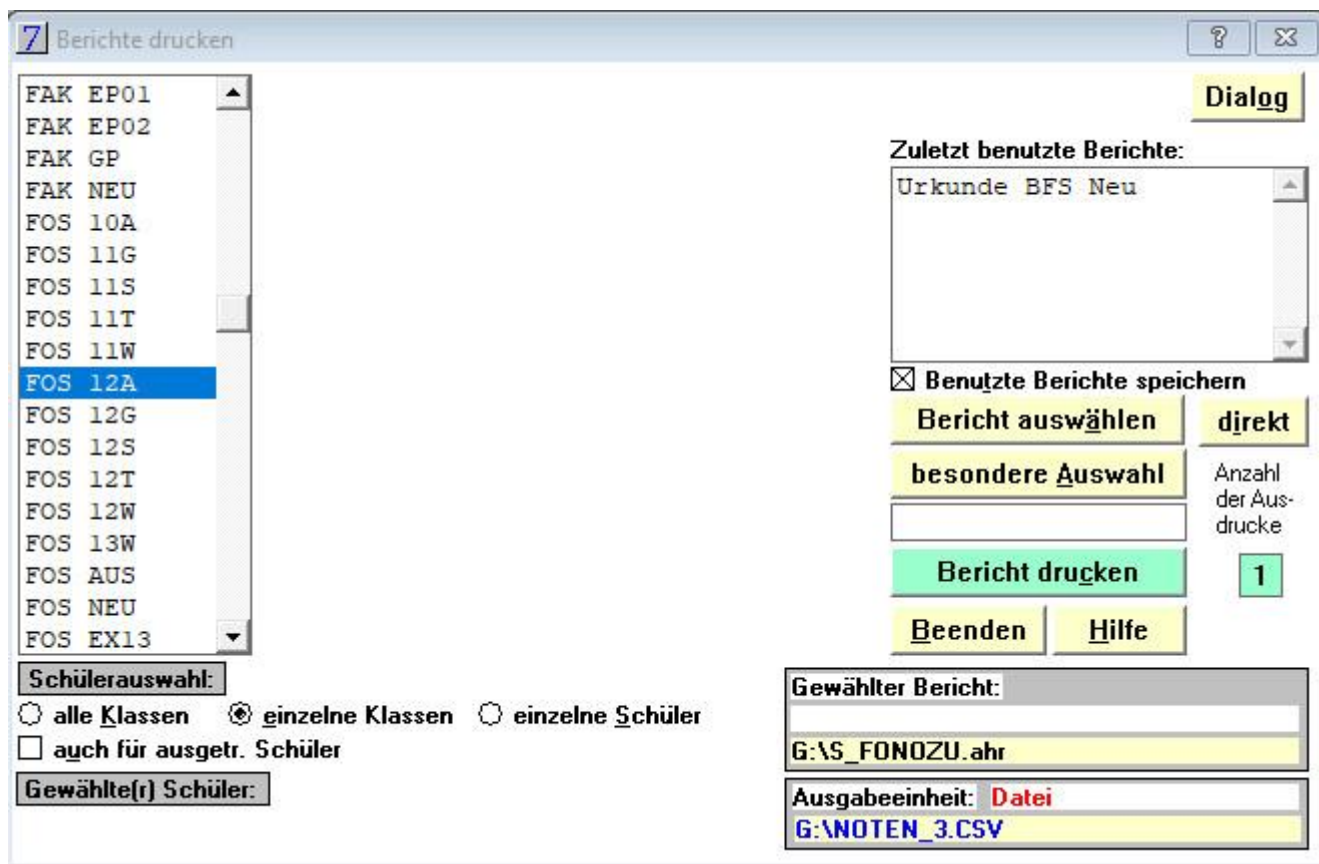 7 Berichte drucken
FAK EP01
FAK EP02
FAK GP
FAK NEU
FOS 10A
FOS 11G
FOS 11S
FOS 11T
FOS 11W
FOS 12A
FOS 12G
FOS 12S
FOS 12T
FOS 12W
FOS 13W
FOS AUS
FOS NEU
FOS EX13
Dialog
Zuletzt benutzte Berichte:
Urkunde BFS Neu
Benutzte Berichte speichern
Bericht auswählen
direkt
besondere Auswahl
Anzahl
der Aus-
drucke
Bericht drucken
1
Beenden
Hilfe
Schülerauswahl:
alle Klassen
einzelne Klassen
einzelne Schüler
auch für ausgetr. Schüler
Gewählte(r) Schüler:
Gewählter Bericht:
G:\S_FONOZU.ahr
Ausgabeeinheit: Datei
G:\NOTEN_3.CSV